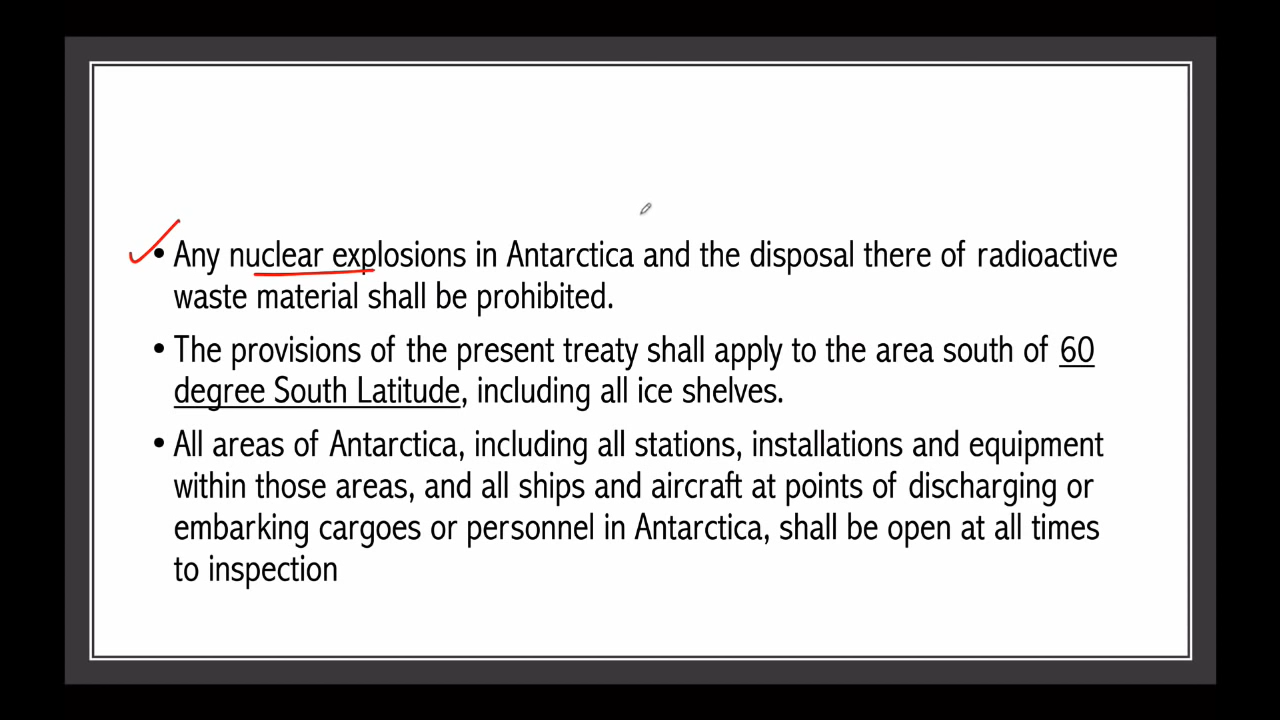 • Any nuclear explosions in Antarctica and the disposal there of radioactive
waste material shall be prohibited.
• The provisions of the present treaty shall apply to the area south of 60
degree South Latitude, including all ice shelves.
• All areas of Antarctica, including all stations, installations and equipment
within those areas, and all ships and aircraft at points of discharging or
embarking cargoes or personnel in Antarctica, shall be open at all times
to inspection